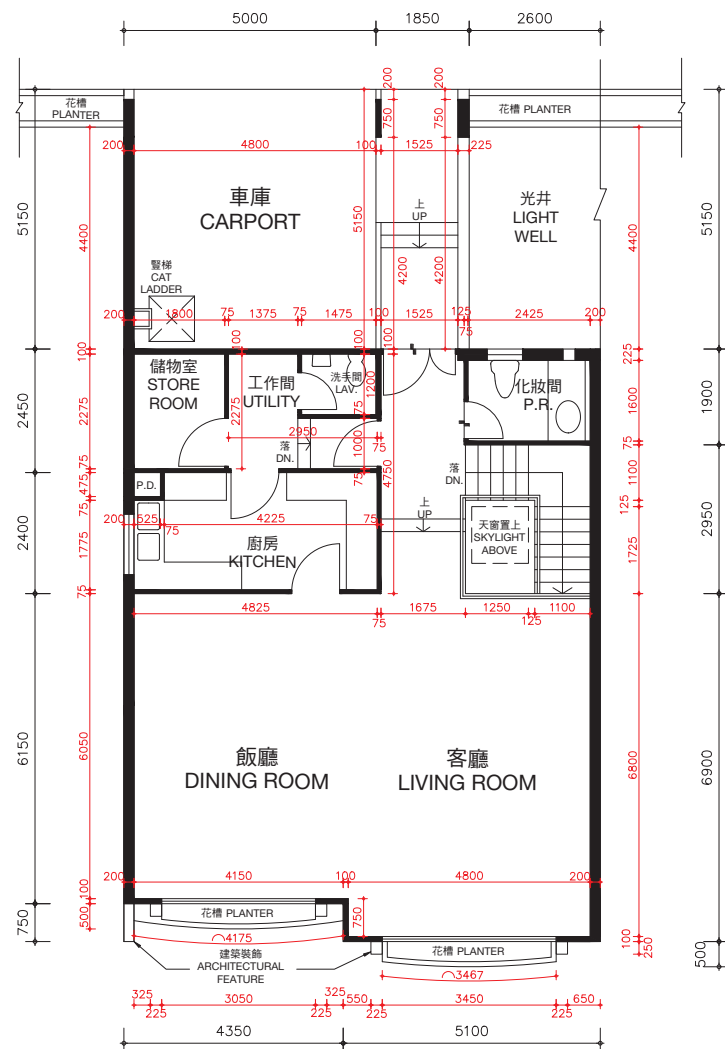 5000
1850
2600
花槽
PLANTER
花槽 PLANTER
200
200
750
750
200
4800
100
1525
225
車庫
CARPORT
光井
LIGHT
WELL
上
UP
5150
4400
5150
4200
4200
4400
5150
豎梯
CAT
LADDER
200
1800
75
1375
75
1475
100
1525
125
75
2425
200
100
100
100
100
225
儲物室
STORE
ROOM
工作間
UTILITY
洗手間
LAV.
化妝間
P.R.
2450
2275
2275
1200
75
1600
1900
2950
75
1000
75
4750
落
DN.
落
DN.
75
1100
75
475
P.D.
上
UP
天窗置上
SKYLIGHT
ABOVE
125
75
200
525
75
4225
75
廚房
KITCHEN
2400
1775
1725
2950
75
4825
75
1675
1250
125
1100
6150
6050
飯廳
DINING ROOM
客廳
LIVING ROOM
6800
6900
200
4150
100
4800
200
100
750
500
花槽 PLANTER
750
4175
花槽 PLANTER
100
250
500
建築裝飾
ARCHITECTURAL
FEATURE
3467
325
225
3050
325
225
550
225
3450
225
650
4350
5100